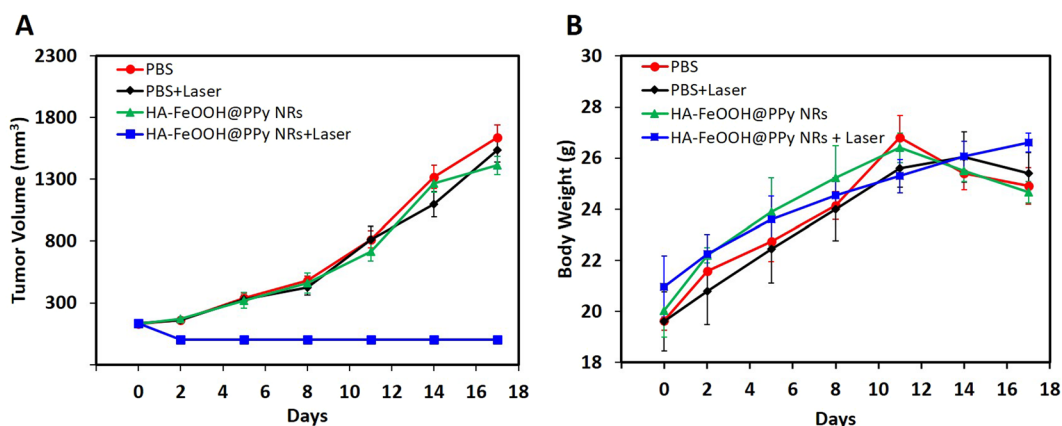 A
2300
1800
1300
800
300
Tumor Volume (mm³)
PBS
PBS+Laser
HA-FeOOH@PPy NRs
HA-FeOOH@PPy NRs+Laser
0 2 4 6 8 10 12 14 16 18
Days
B
30
28
26
24
22
20
18
Body Weight (g)
PBS
PBS+Laser
HA-FeOOH@PPy NRs
HA-FeOOH@PPy NRs + Laser
0 2 4 6 8 10 12 14 16 18
Days